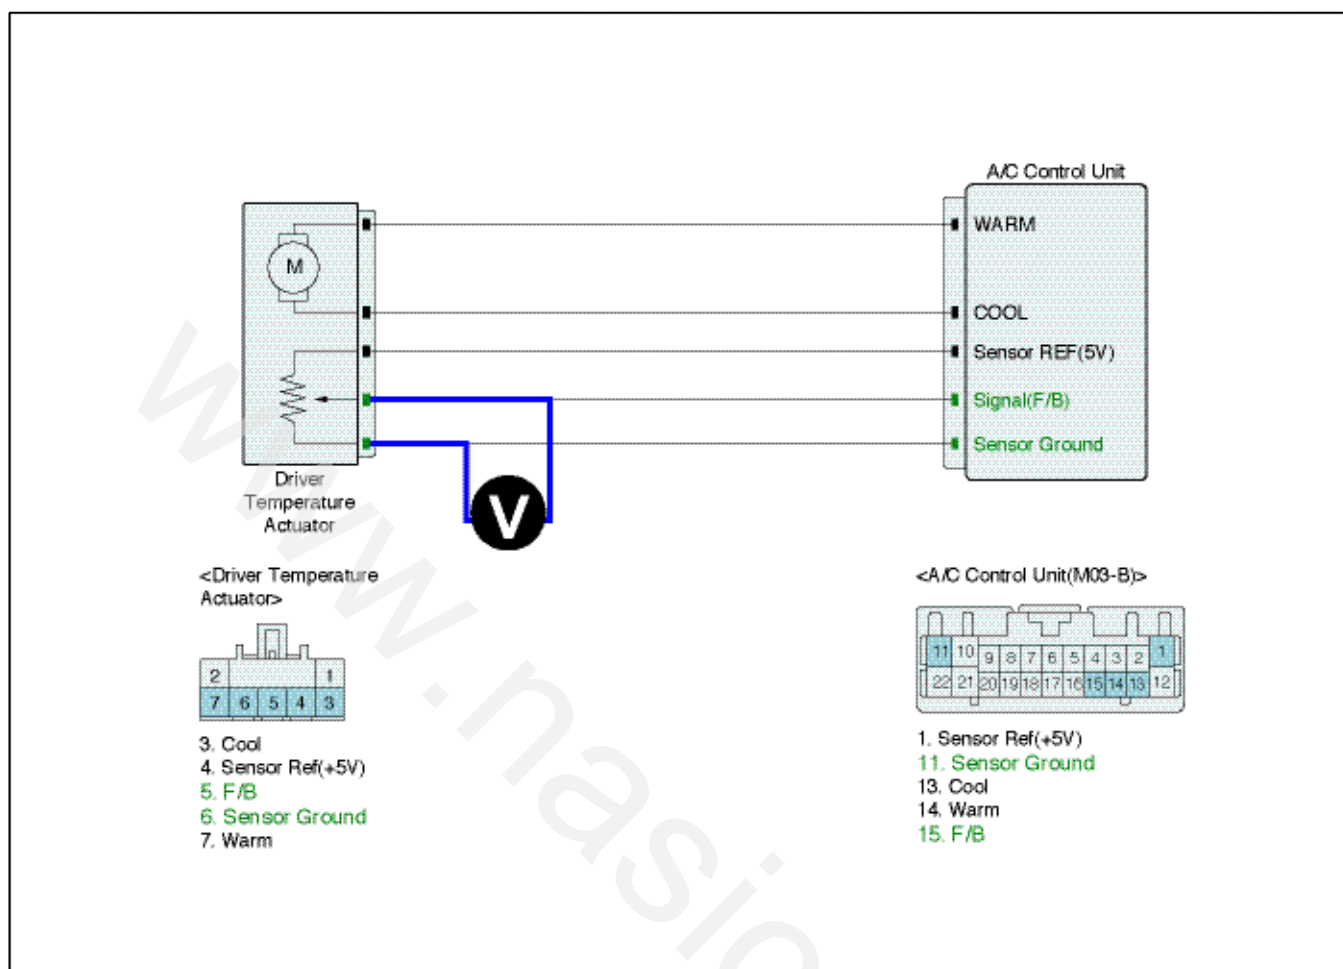 A/C Control Unit
WARM
M
COOL
Sensor REF(5V)
Signal(F/B)
Sensor Ground
Driver
Temperature
Actuator
V
<Driver Temperature
Actuator>
<A/C Control Unit(M03-B)>
2 1
7 6 5 4 3
11 10 9 8 7 6 5 4 3 2 1
22 21 20 19 18 17 16 15 14 13 12
3. Cool
4. Sensor Ref(+5V)
5. F/B
6. Sensor Ground
7. Warm
1. Sensor Ref(+5V)
11. Sensor Ground
13. Cool
14. Warm
15. F/B